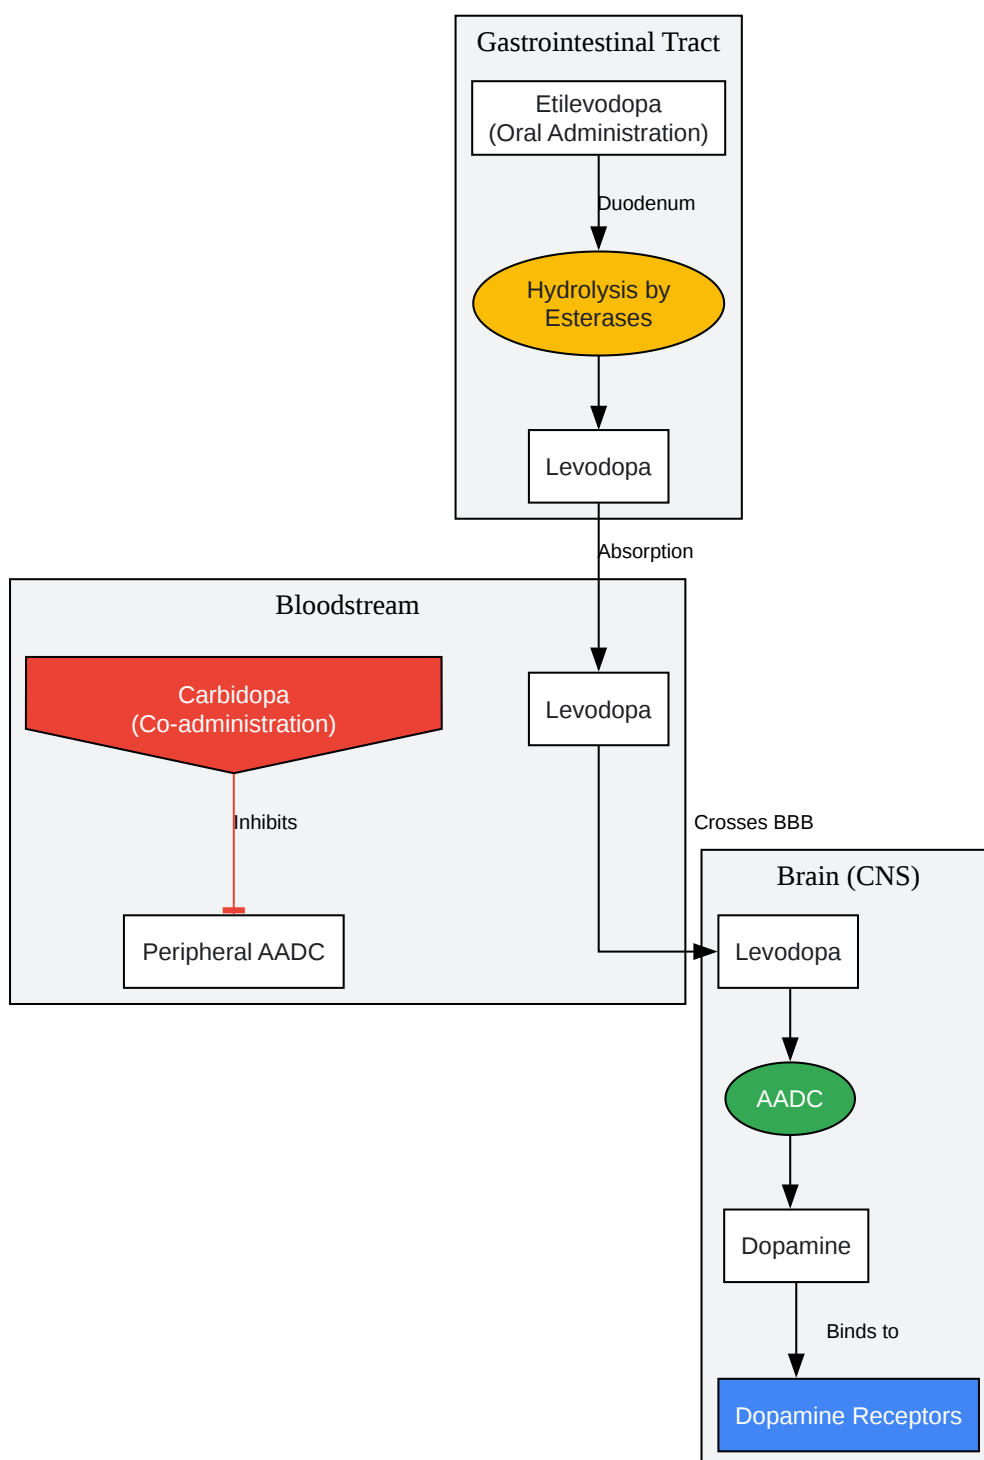 Gastrointestinal Tract
Etilevodopa
(Oral Administration)
Duodenum
Hydrolysis by
Esterases
Levodopa
Absorption
Bloodstream
Carbidopa
(Co-administration)
Levodopa
Inhibits
Crosses BBB
Peripheral AADC
Brain (CNS)
Levodopa
AADC
Dopamine
Binds to
Dopamine Receptors